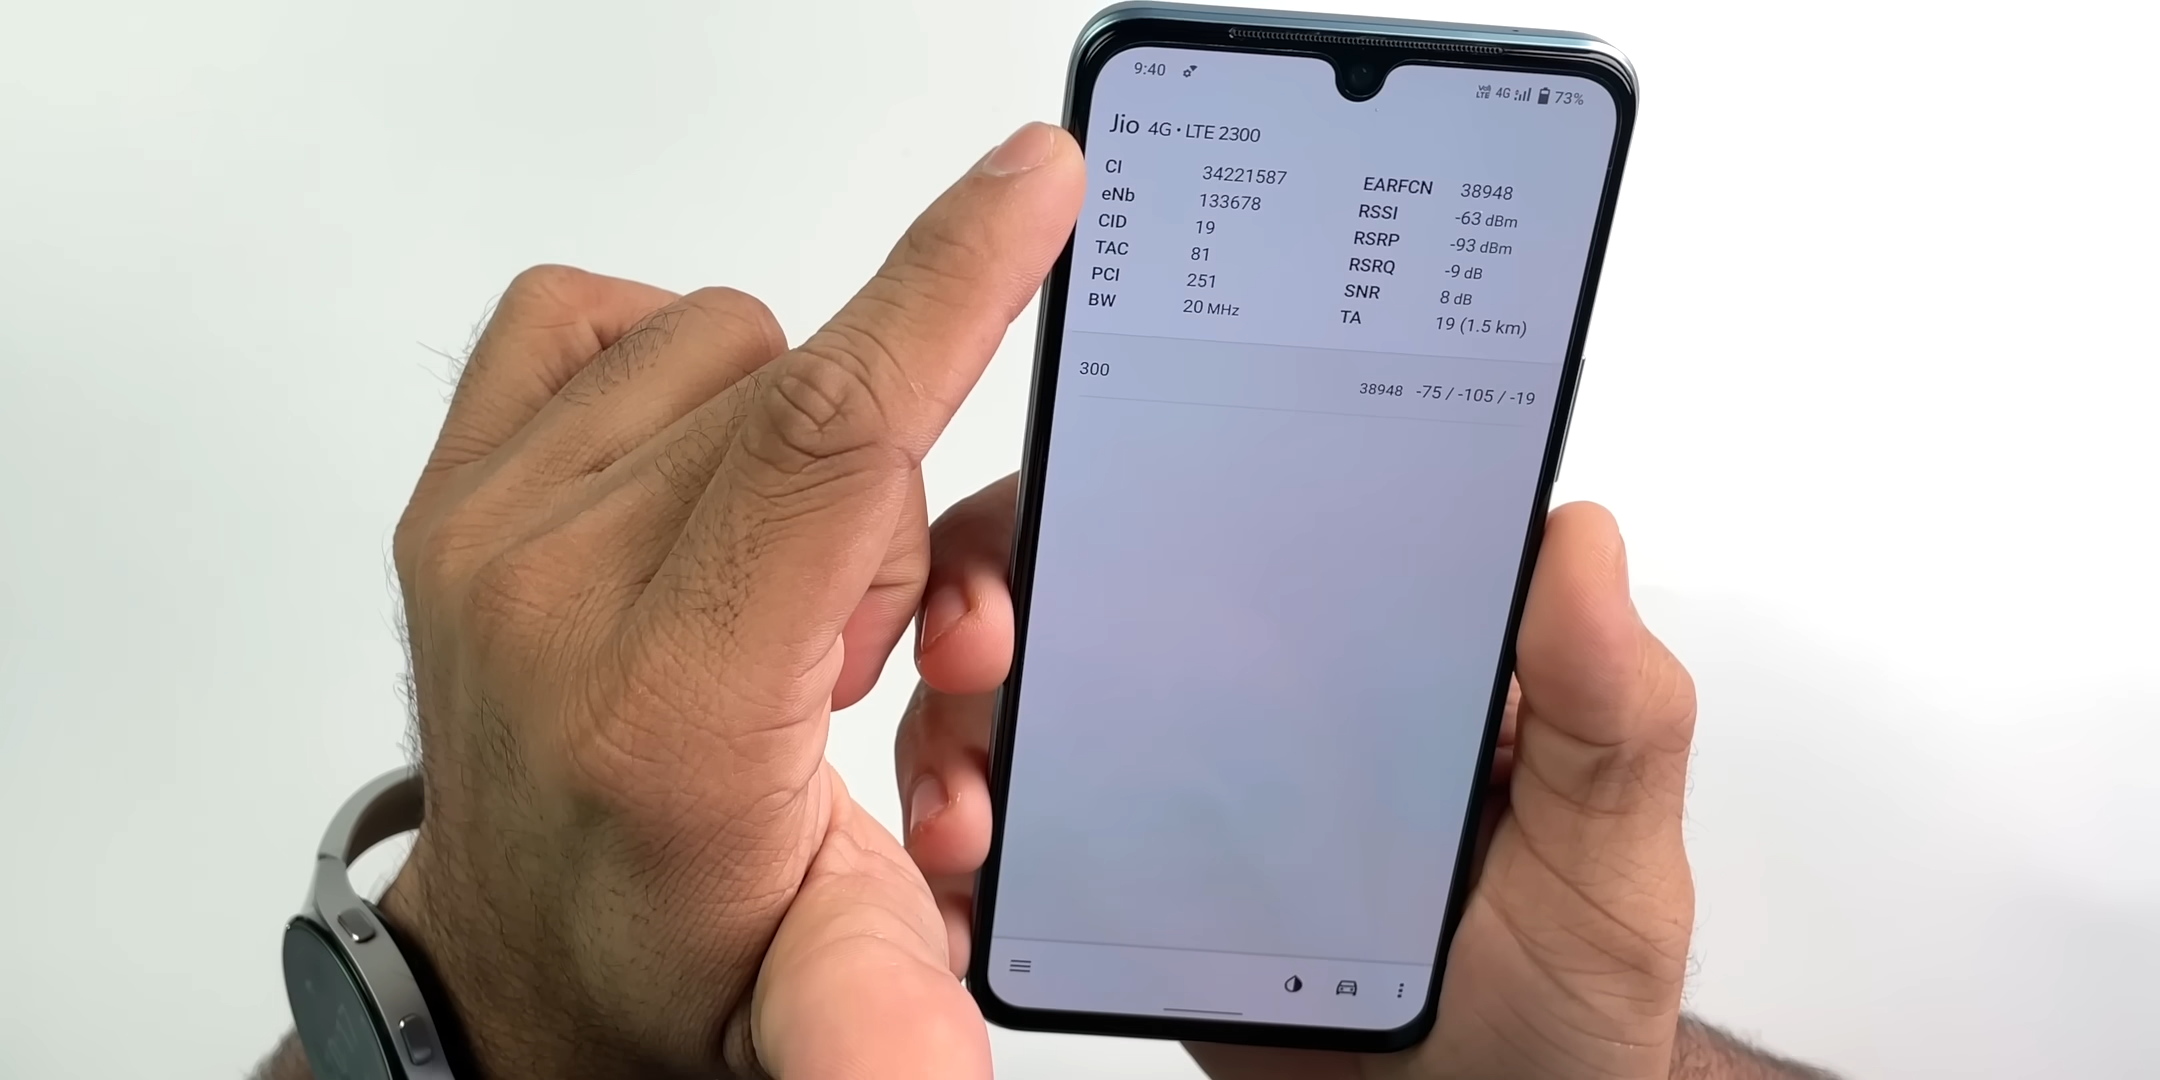 9:40 Vo) LTE 4G 73%
Jio 4G • LTE 2300
CI 34221587 EARFCN 38948
eNb 133678 RSSI -63 dBm
CID 19 RSRP -93 dBm
TAC 81 RSRQ -9 dB
PCI 251 SNR 8 dB
BW 20 MHz TA 19 (1.5 km)
300 38948 -75 / -105 / -19